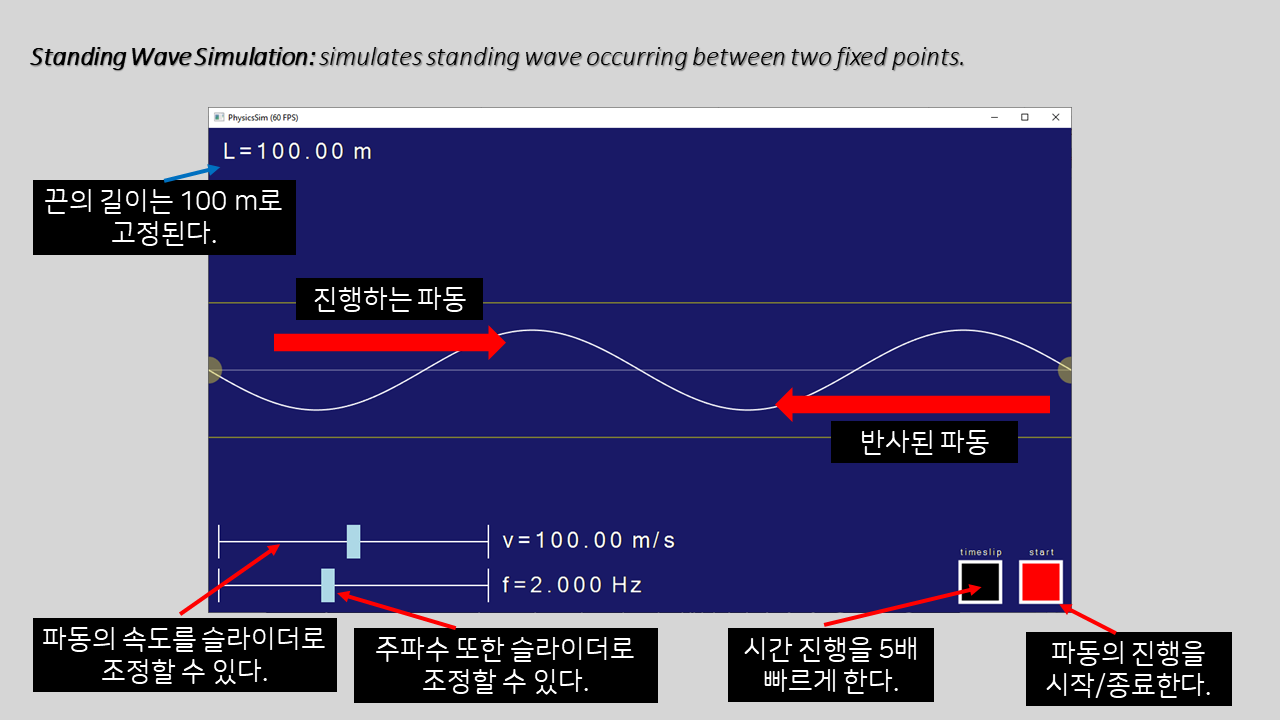 Standing Wave Simulation: simulates standing wave occurring between two fixed points.
PhysicsSim (60 FPS)
L=100.00 m
끈의 길이는 100 m로
고정된다.
진행하는 파동
반사된 파동
v=100.00 m/s
f=2.000 Hz
timeslip
start
파동의 속도를 슬라이더로
조정할 수 있다.
주파수 또한 슬라이더로
조정할 수 있다.
시간 진행을 5배
빠르게 한다.
파동의 진행을
시작/종료한다.